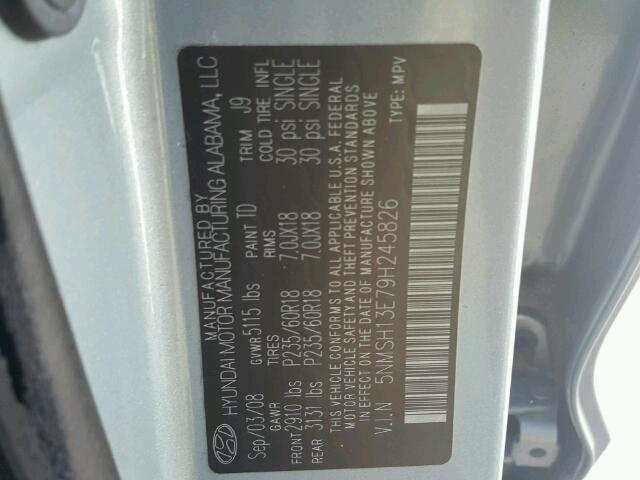 MANUFACTURED BY
HYUNDAI MOTOR MANUFACTURING ALABAMA, LLC
Sep/03/08 GVWR 5115 lbs PAINT TD TRIM J9
GAWR TIRES RIMS COLD TIRE INFL
FRONT 2910 lbs P235/60R18 7.0JX18 30 psi SINGLE
REAR 3131 lbs P235/60R18 7.0JX18 30 psi SINGLE
THIS VEHICLE CONFORMS TO ALL APPLICABLE U.S.A. FEDERAL
MOTOR VEHICLE SAFETY AND THEFT PREVENTION STANDARDS
IN EFFECT ON THE DATE OF MANUFACTURE SHOWN ABOVE
V.I.N 5NMSH13E79H245826 TYPE: MPV